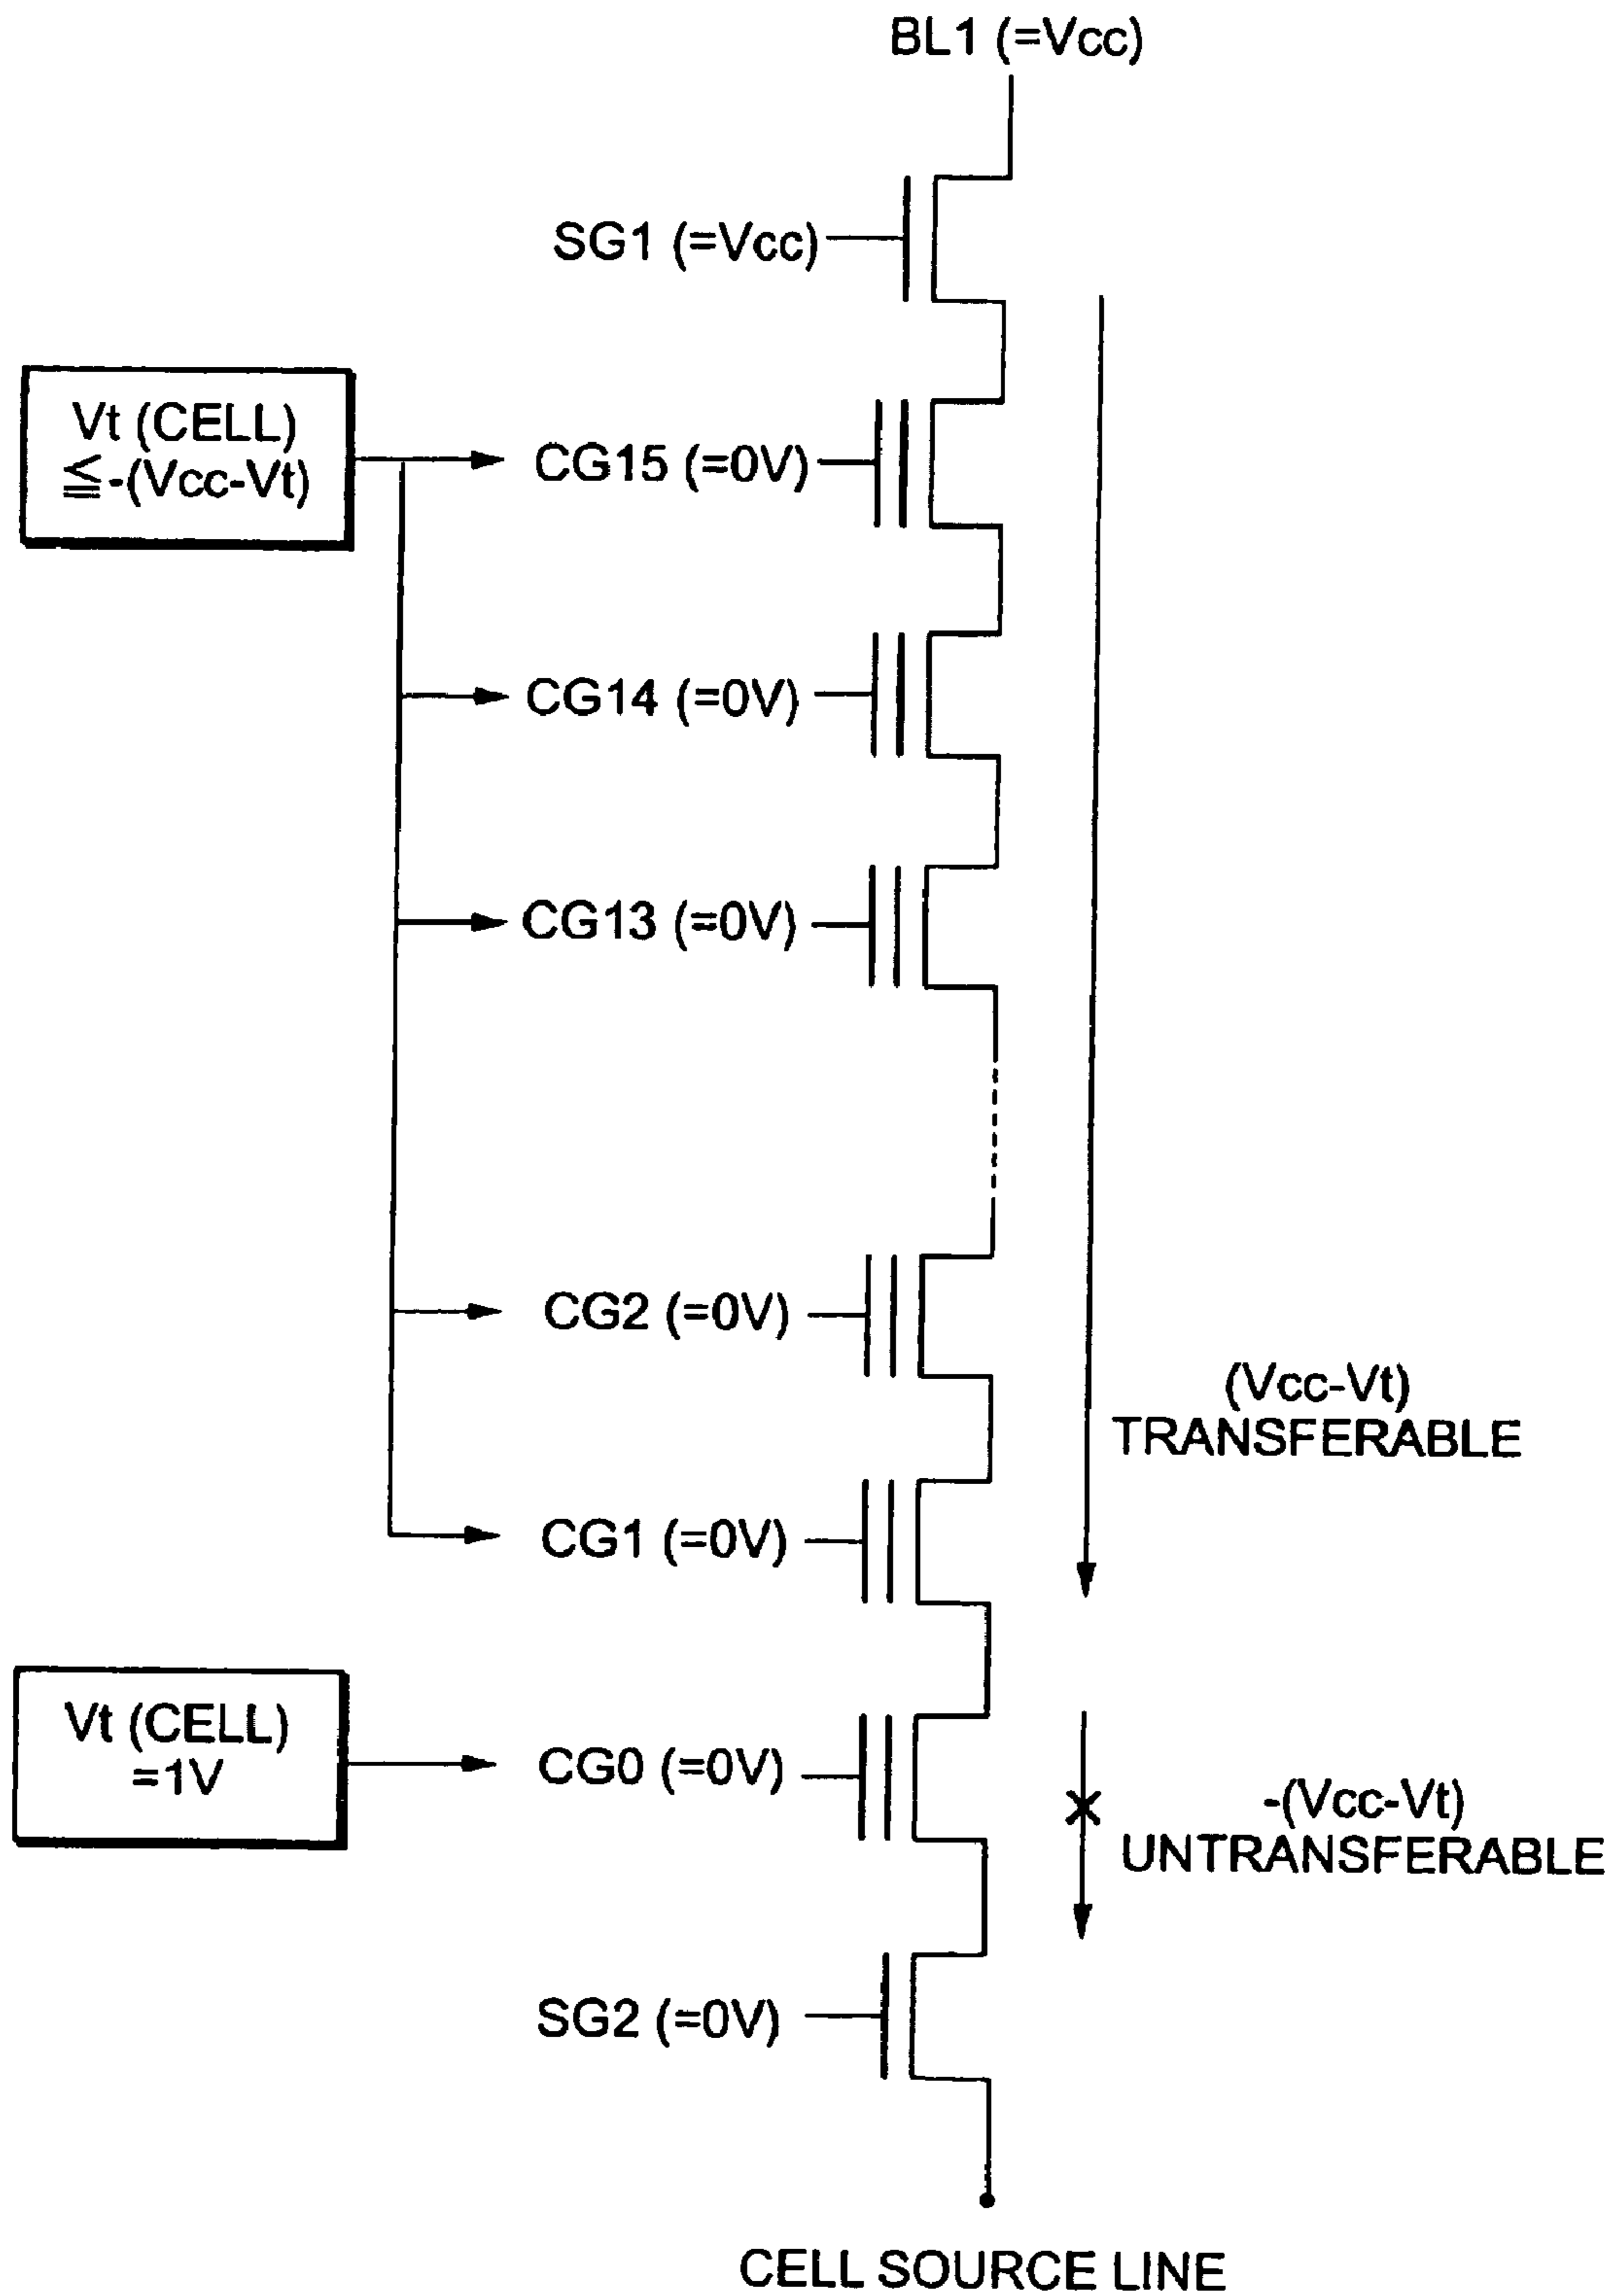 BL1 (=Vcc)
SG1 (=Vcc)
Vt (CELL)
≦-(Vcc-Vt)
CG15 (=0V)
CG14 (=0V)
CG13 (=0V)
CG2 (=0V)
(Vcc-Vt)
TRANSFERABLE
CG1 (=0V)
Vt (CELL)
=1V
CG0 (=0V)
-(Vcc-Vt)
UNTRANSFERABLE
SG2 (=0V)
CELL SOURCE LINE